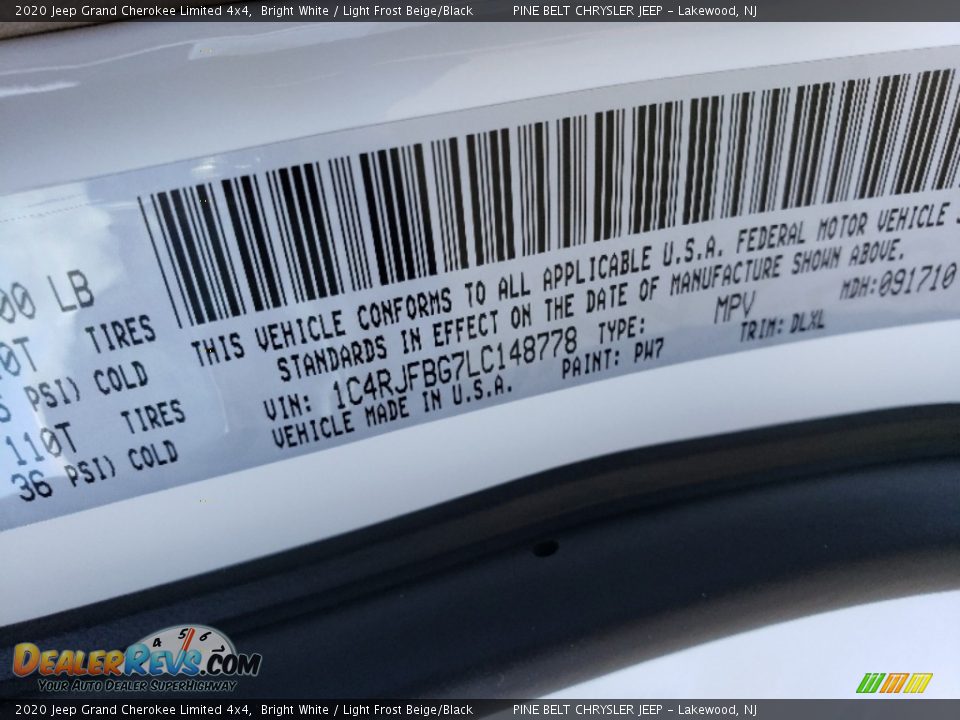 2020 Jeep Grand Cherokee Limited 4x4, Bright White / Light Frost Beige/Black PINE BELT CHRYSLER JEEP - Lakewood, NJ
00 LB
0T TIRES
PSI) COLD
110T TIRES
36 PSI) COLD
THIS VEHICLE CONFORMS TO ALL APPLICABLE U.S.A. FEDERAL MOTOR VEHICLE
STANDARDS IN EFFECT ON THE DATE OF MANUFACTURE SHOWN ABOVE.
VIN: 1C4RJFBG7LC148778 TYPE: MPV MDH:091710
VEHICLE MADE IN U.S.A. PAINT: PW7 TRIM: DLXL
4 5 6
DEALERREVS.COM
YOUR AUTO DEALER SUPERHIGHWAY
2020 Jeep Grand Cherokee Limited 4x4, Bright White / Light Frost Beige/Black PINE BELT CHRYSLER JEEP - Lakewood, NJ